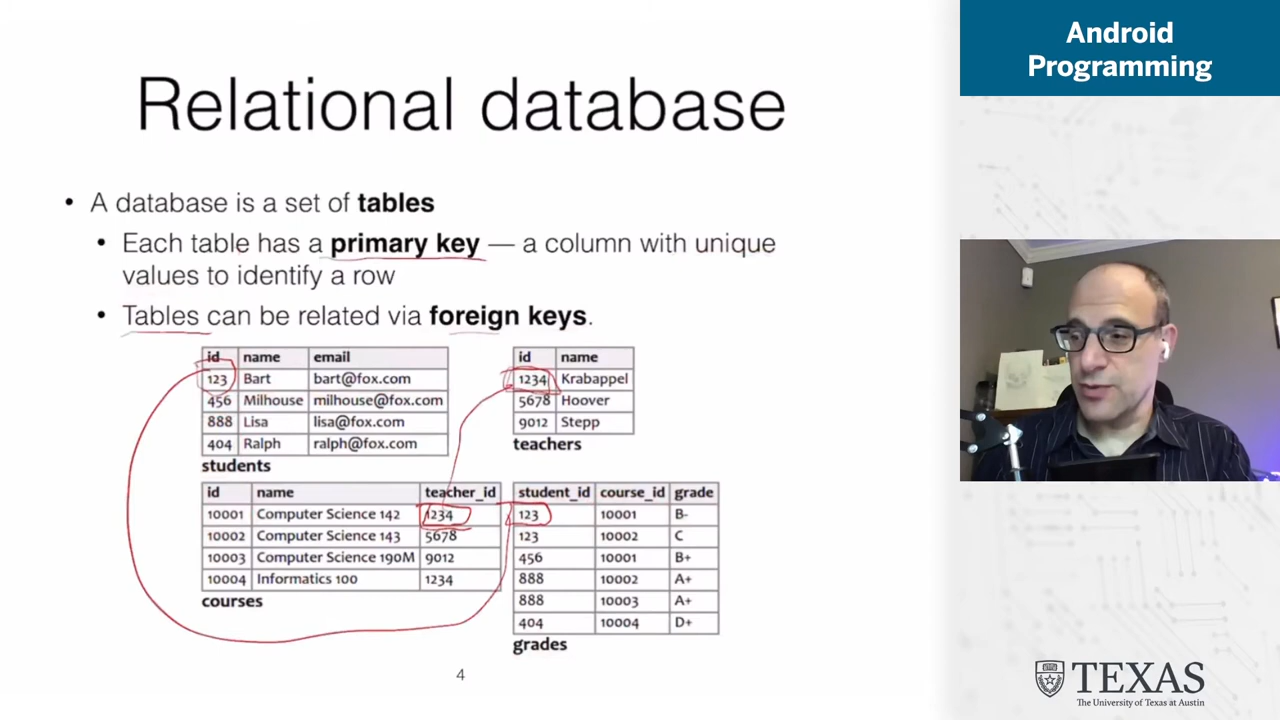 Relational database
• A database is a set of tables
• Each table has a primary key — a column with unique
values to identify a row
• Tables can be related via foreign keys.
id name email
123 Bart bart@fox.com
456 Milhouse milhouse@fox.com
888 Lisa lisa@fox.com
404 Ralph ralph@fox.com
students
id name
1234 Krabappel
5678 Hoover
9012 Stepp
teachers
id name teacher_id
10001 Computer Science 142 1234
10002 Computer Science 143 5678
10003 Computer Science 190M 9012
10004 Informatics 100 1234
courses
student_id course_id grade
123 10001 B-
123 10002 C
456 10001 B+
888 10002 A+
888 10003 A+
404 10004 D+
grades
4
Android
Programming
TEXAS
The University of Texas at Austin